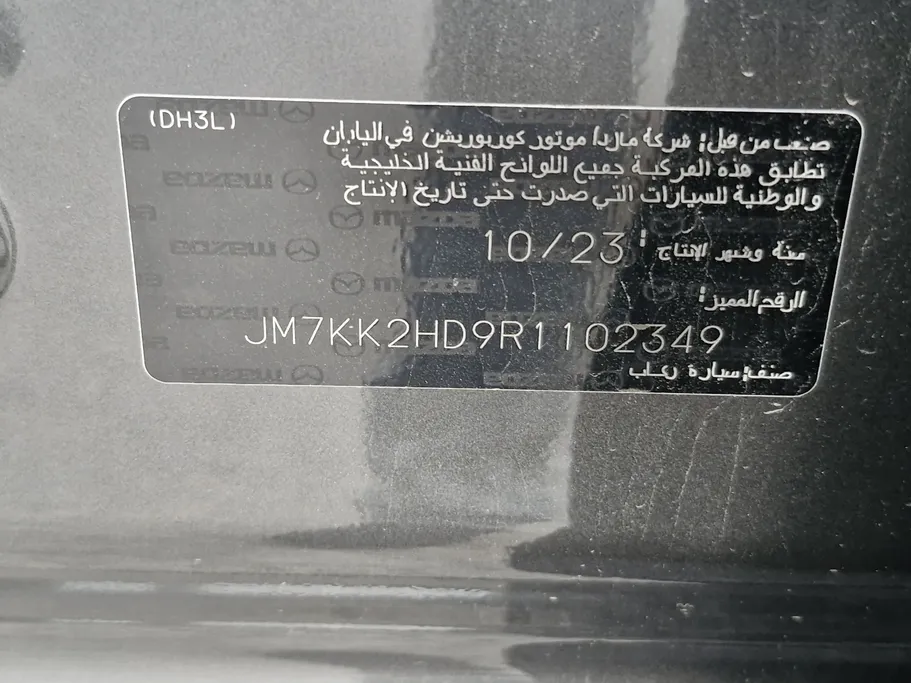 (DH3L)
صنعت من قبل: شركة مازدا موتور كوربوريشن في اليابان
تطابق هذه المركبة جميع اللوائح الفنية الخليجية
والوطنية للسيارات التي صدرت حتى تاريخ الإنتاج
سنة وشهر الإنتاج: 10/23
الرقم المميز:
JM7KK2HD9R1102349
صنف: سيارة ركاب